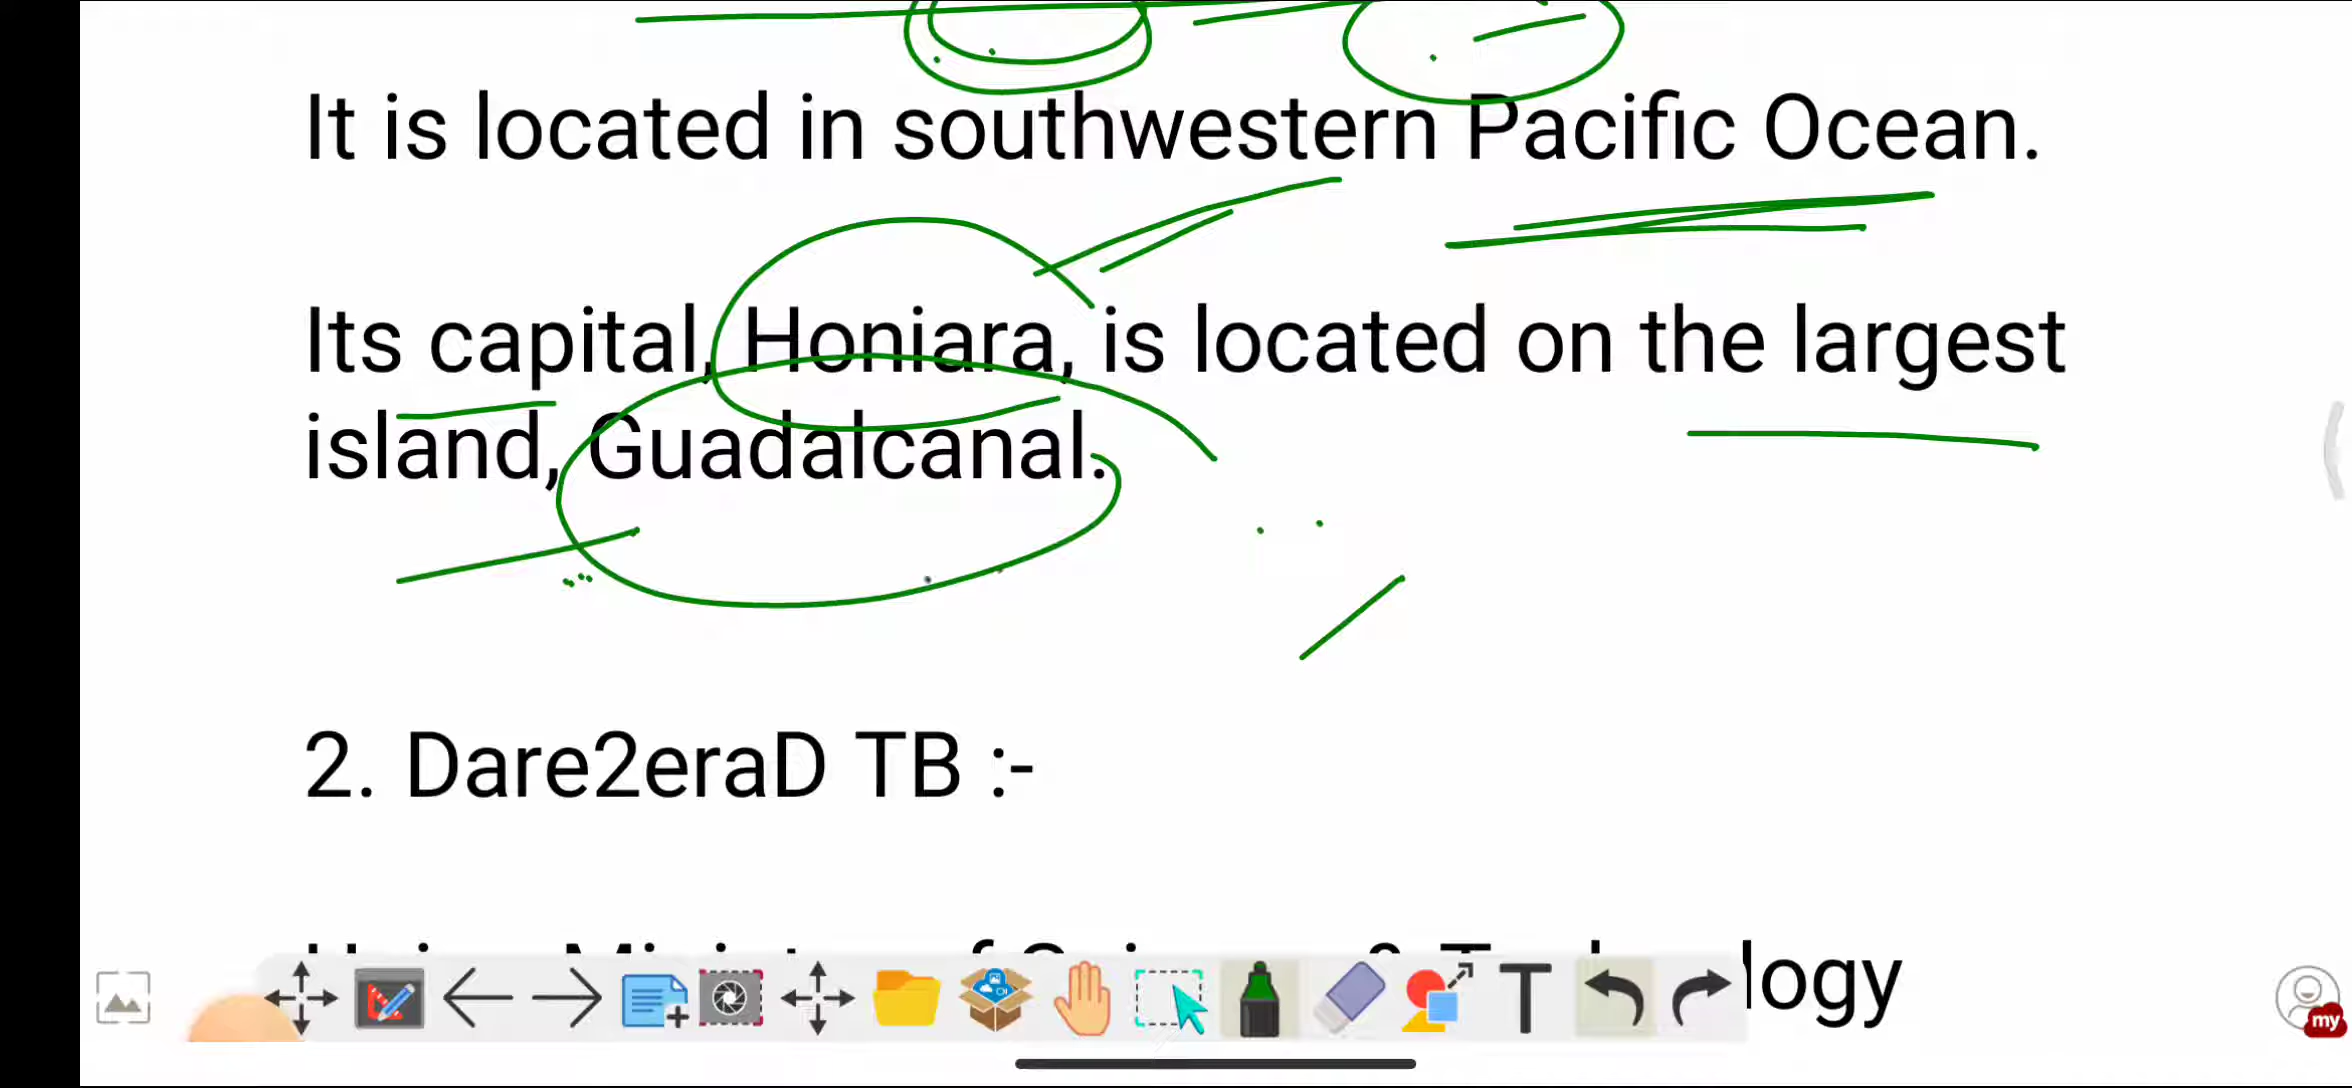 It is located in southwestern Pacific Ocean.
Its capital, Honiara, is located on the largest
island, Guadalcanal.
2. Dare2eraD TB :-
logy
T
my